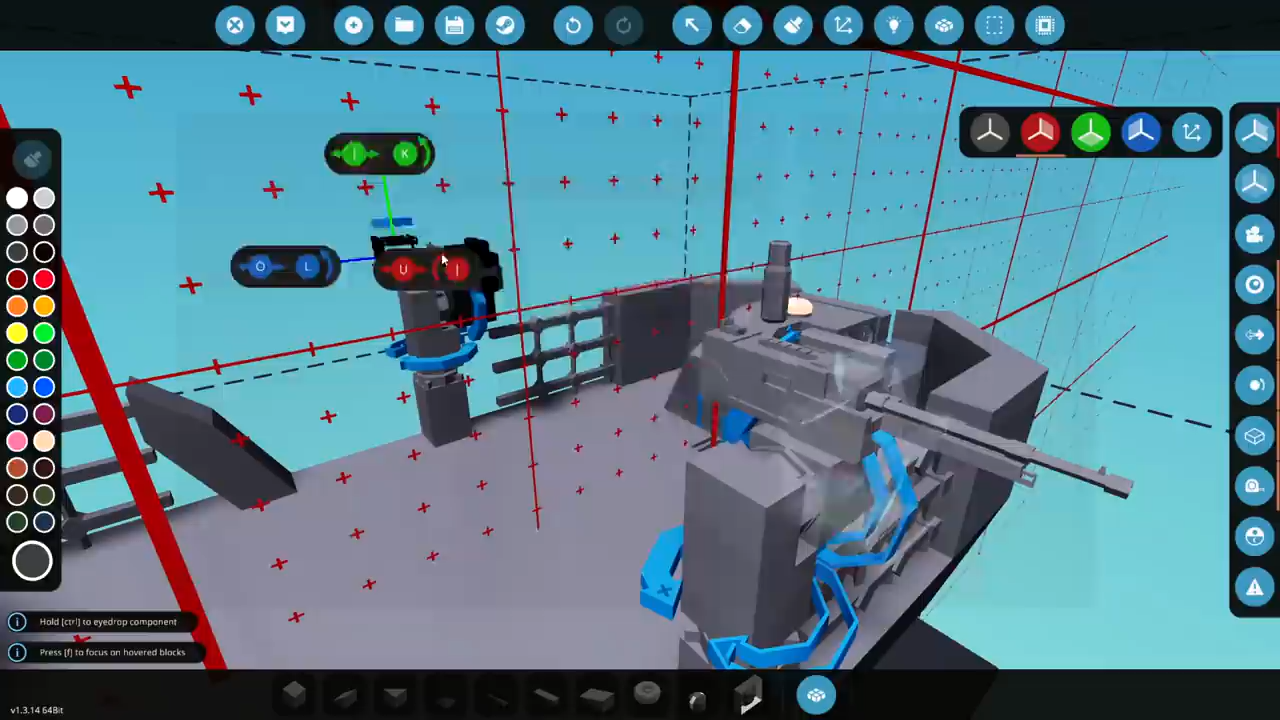 K
O
L
U
Hold [ctrl] to eyedrop component
Press [f] to focus on hovered blocks
v1.3.14 64Bit